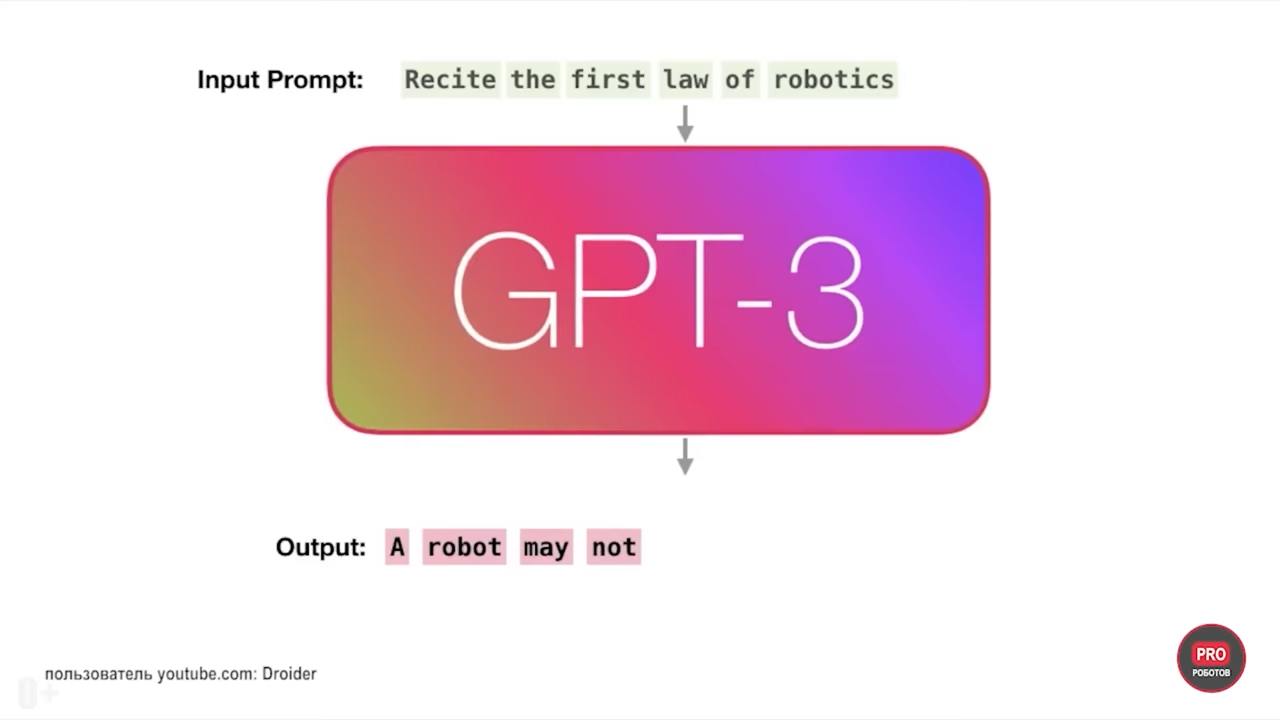 Input Prompt: Recite the first law of robotics
GPT-3
Output: A robot may not
пользователь youtube.com: Droider
0+
PRO
РОБОТОВ